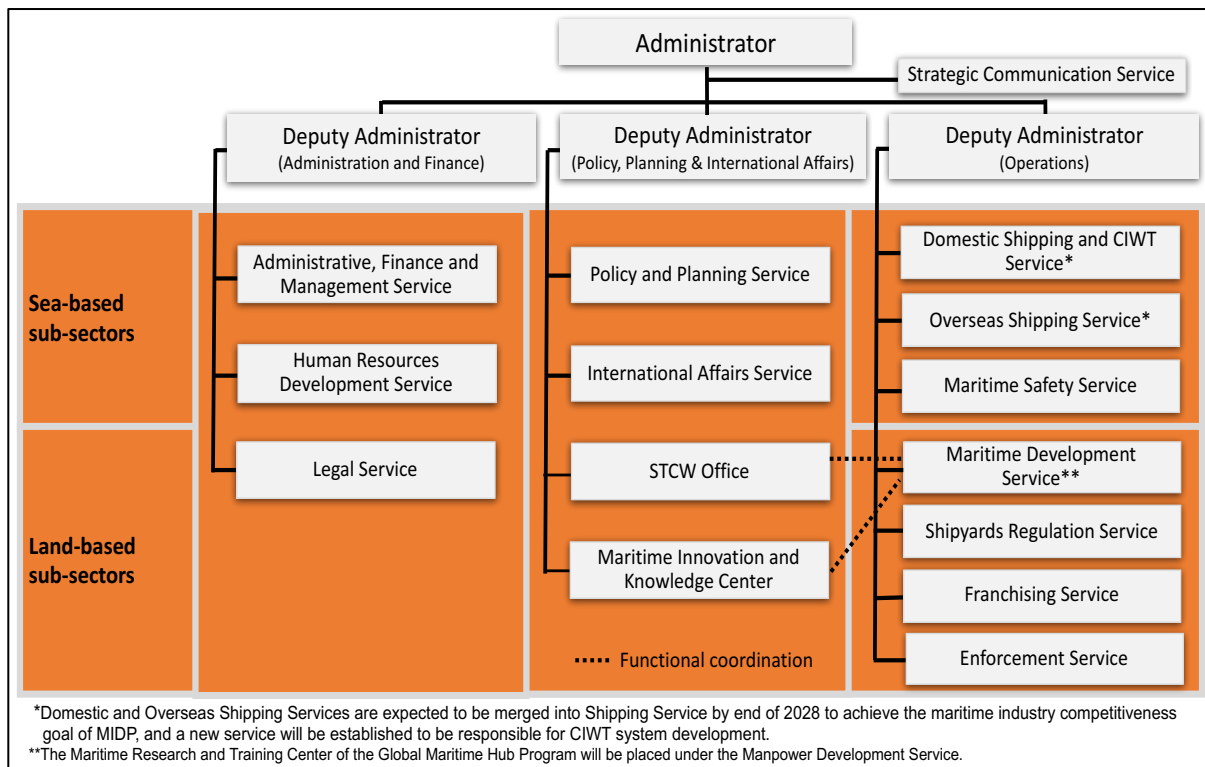 Administrator
Strategic Communication Service
Deputy Administrator
(Administration and Finance)
Deputy Administrator
(Policy, Planning & International Affairs)
Deputy Administrator
(Operations)
Sea-based
sub-sectors
Administrative, Finance and
Management Service
Human Resources
Development Service
Legal Service
Policy and Planning Service
International Affairs Service
STCW Office
Maritime Innovation and
Knowledge Center
Domestic Shipping and CIWT
Service*
Overseas Shipping Service*
Maritime Safety Service
Land-based
sub-sectors
Maritime Development
Service**
Shipyards Regulation Service
Franchising Service
Enforcement Service
Functional coordination
*Domestic and Overseas Shipping Services are expected to be merged into Shipping Service by end of 2028 to achieve the maritime industry competitiveness
goal of MIDP, and a new service will be established to be responsible for CIWT system development.
**The Maritime Research and Training Center of the Global Maritime Hub Program will be placed under the Manpower Development Service.